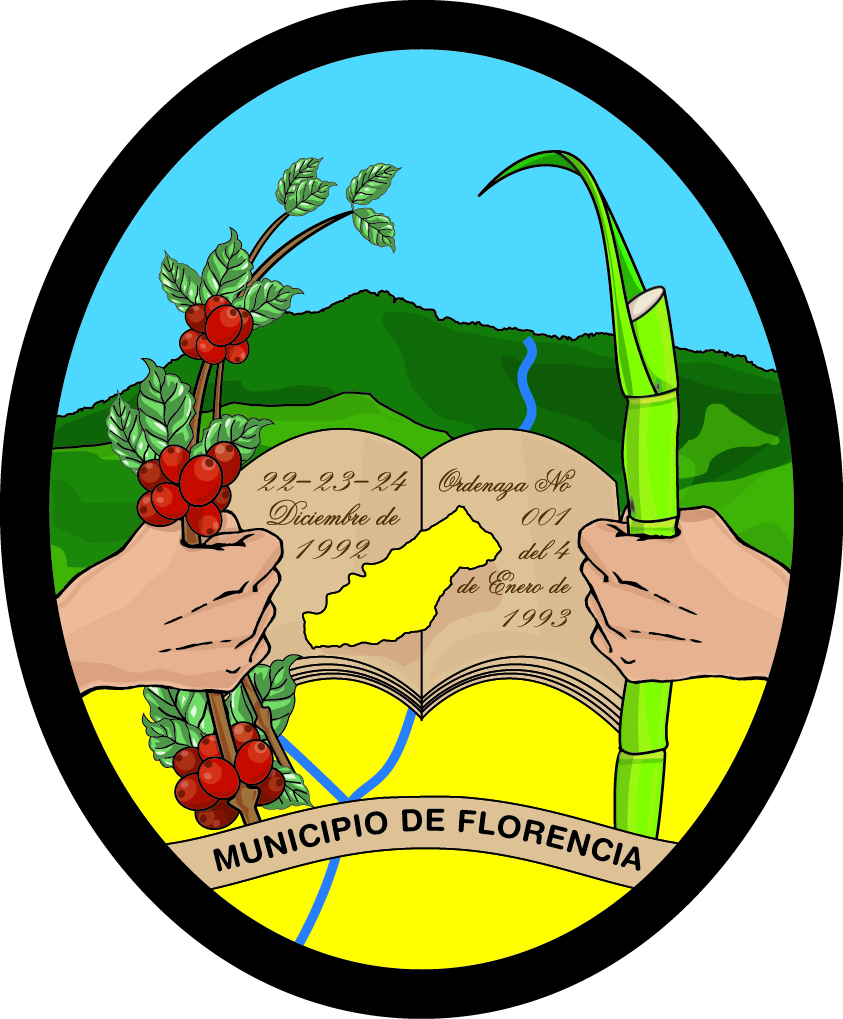 22-23-24
Diciembre de
1992
Ordenaza No
001
del 4
de Enero de
1993
MUNICIPIO DE FLORENCIA